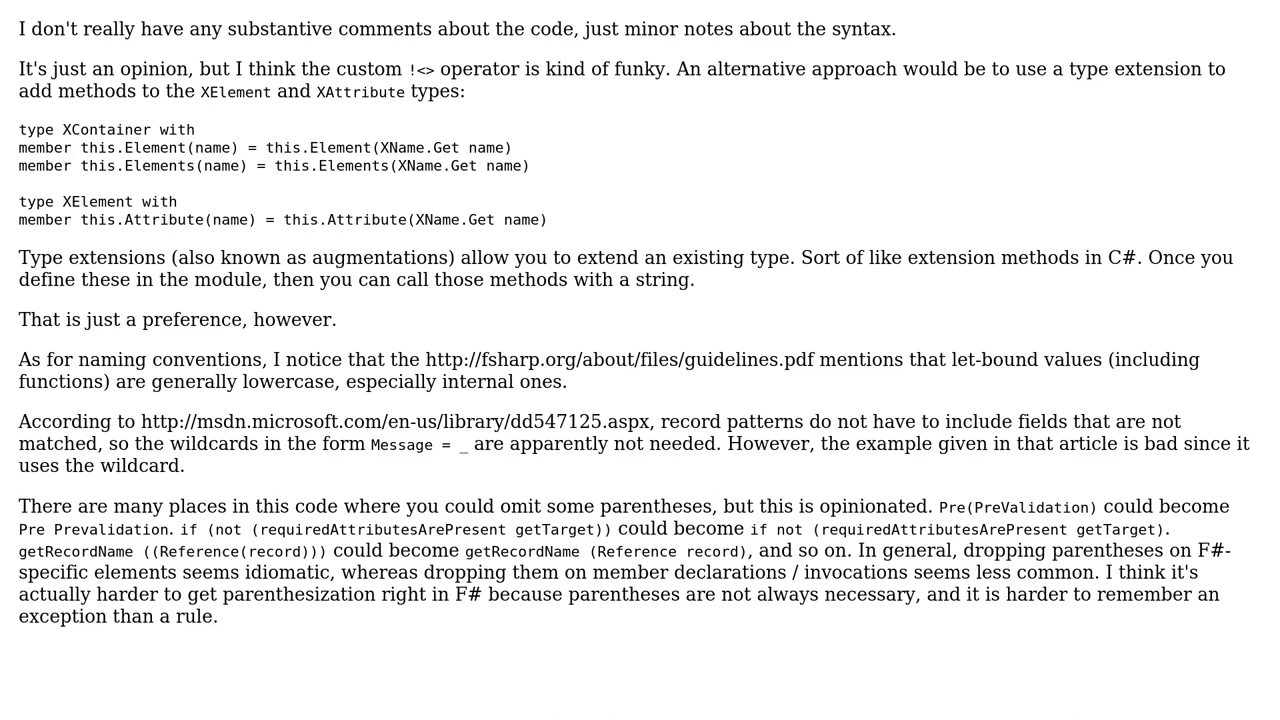 I don't really have any substantive comments about the code, just minor notes about the syntax.
It's just an opinion, but I think the custom !<> operator is kind of funky. An alternative approach would be to use a type extension to
add methods to the XElement and XAttribute types:
type XContainer with
member this.Element(name) = this.Element(XName.Get name)
member this.Elements(name) = this.Elements(XName.Get name)
type XElement with
member this.Attribute(name) = this.Attribute(XName.Get name)
Type extensions (also known as augmentations) allow you to extend an existing type. Sort of like extension methods in C#. Once you
define these in the module, then you can call those methods with a string.
That is just a preference, however.
As for naming conventions, I notice that the http://fsharp.org/about/files/guidelines.pdf mentions that let-bound values (including
functions) are generally lowercase, especially internal ones.
According to http://msdn.microsoft.com/en-us/library/dd547125.aspx, record patterns do not have to include fields that are not
matched, so the wildcards in the form Message = _ are apparently not needed. However, the example given in that article is bad since it
uses the wildcard.
There are many places in this code where you could omit some parentheses, but this is opinionated. Pre(PreValidation) could become
Pre Prevalidation. if (not (requiredAttributesArePresent getTarget)) could become if not (requiredAttributesArePresent getTarget).
getRecordName ((Reference(record))) could become getRecordName (Reference record), and so on. In general, dropping parentheses on F#-
specific elements seems idiomatic, whereas dropping them on member declarations / invocations seems less common. I think it's
actually harder to get parenthesization right in F# because parentheses are not always necessary, and it is harder to remember an
exception than a rule.